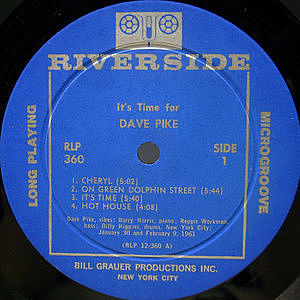 RIVERSIDE
LONG PLAYING
MICROGROOVE
It's Time for
DAVE PIKE
RLP
360
SIDE
1
1. CHERYL (5:02)
2. ON GREEN DOLPHIN STREET (5:44)
3. IT'S TIME (5:40)
4. HOT HOUSE (4:08)
Dave Pike, vibes; Barry Harris, piano; Reggie Workman,
bass; Billy Higgins, drums. New York City;
January 30 and February 9, 1961
(RLP 12-360 A)
BILL GRAUER PRODUCTIONS INC.
NEW YORK CITY